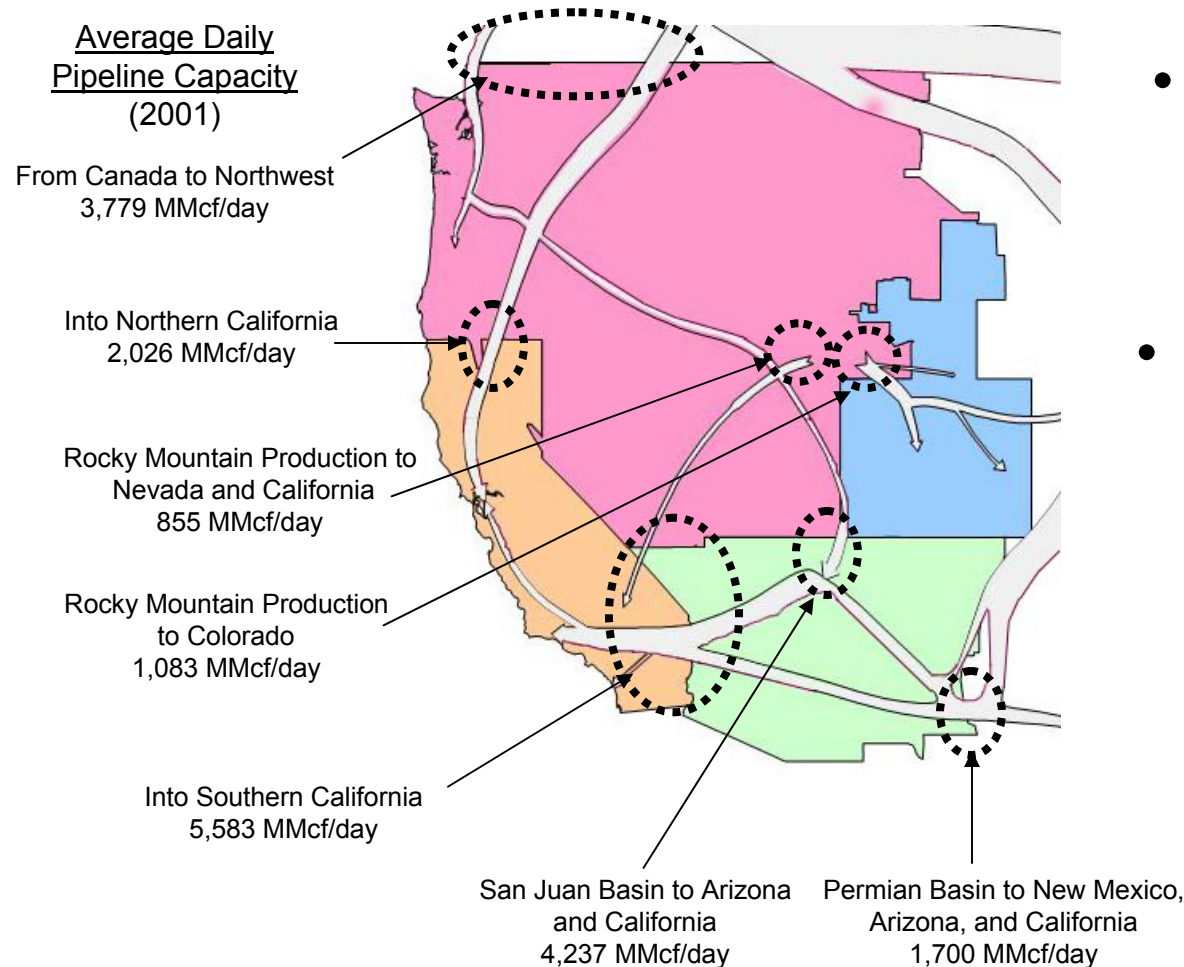 Average Daily
Pipeline Capacity
(2001)
From Canada to Northwest
3,779 MMcf/day
Into Northern California
2,026 MMcf/day
Rocky Mountain Production to
Nevada and California
855 MMcf/day
Rocky Mountain Production
to Colorado
1,083 MMcf/day
Into Southern California
5,583 MMcf/day
San Juan Basin to Arizona
and California
4,237 MMcf/day
Permian Basin to New Mexico,
Arizona, and California
1,700 MMcf/day